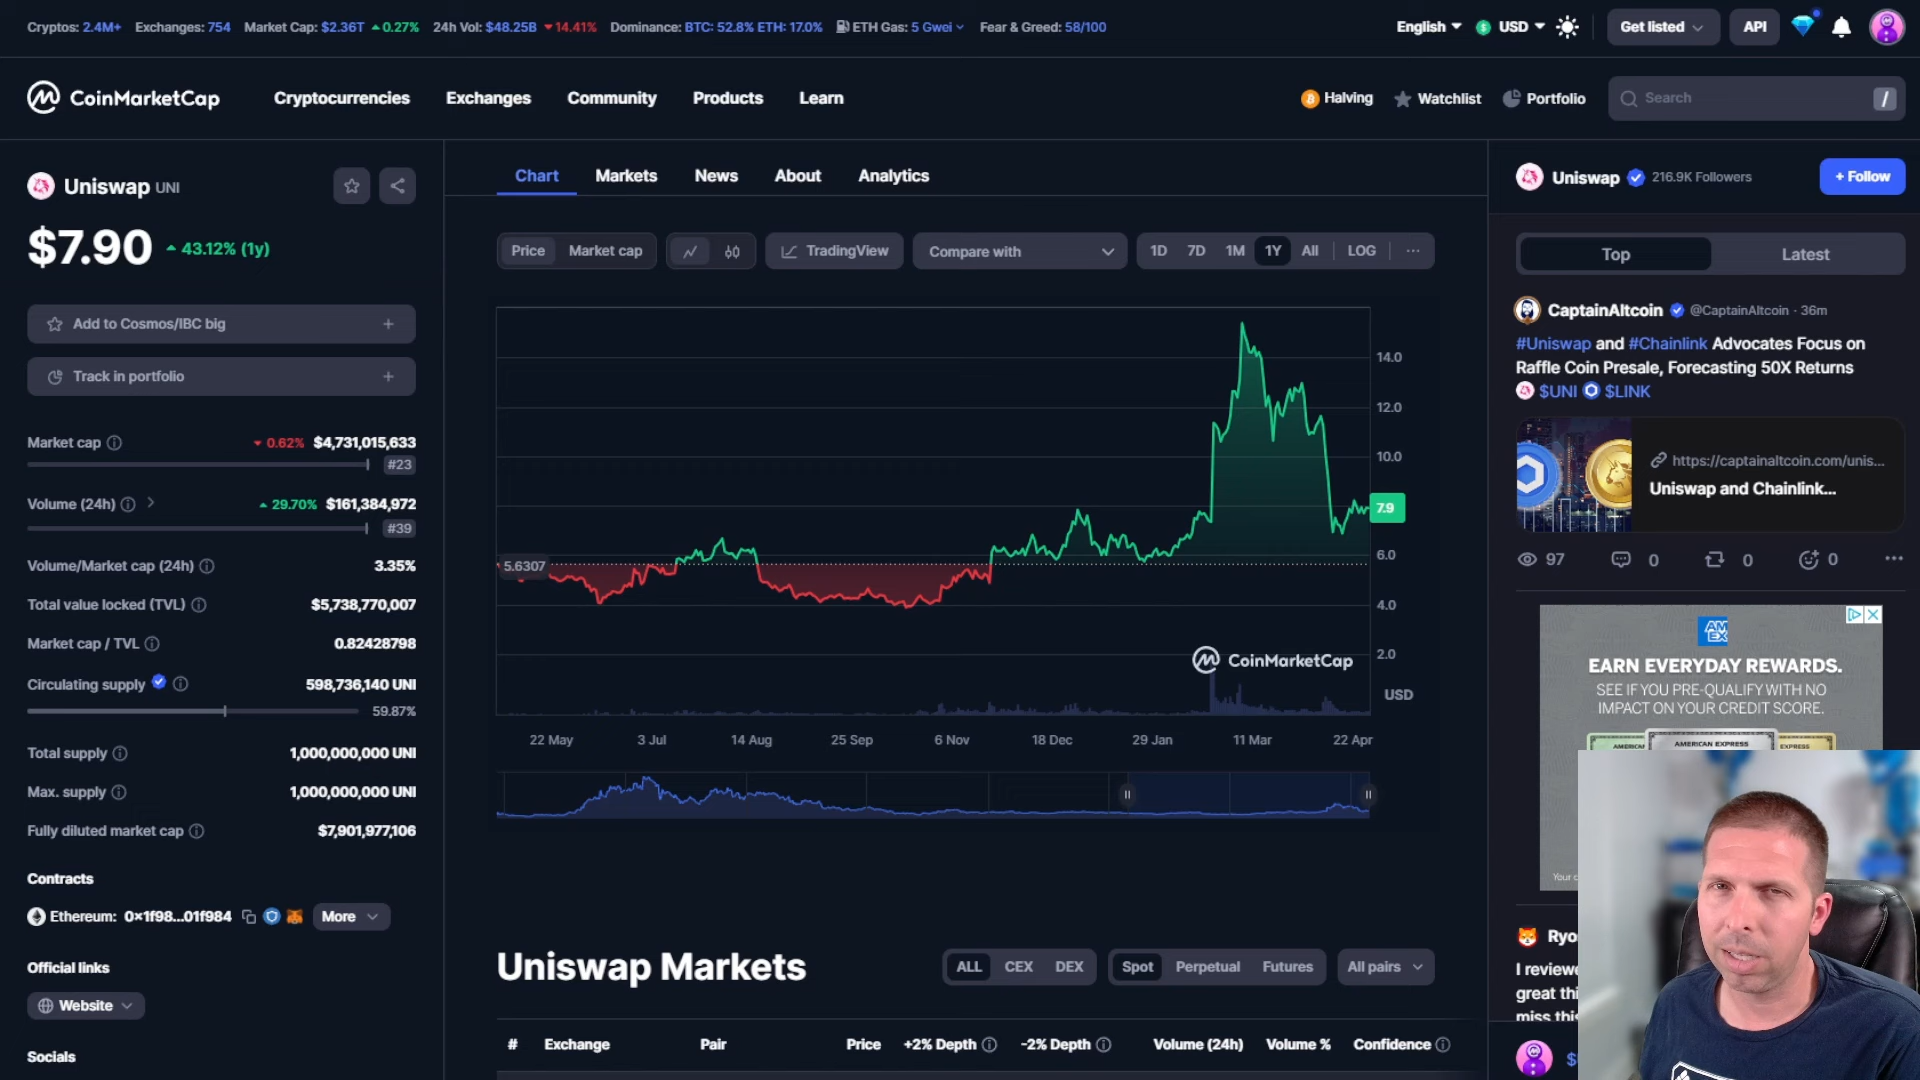 Cryptos: 2.4M+ Exchanges: 754 Market Cap: $2.36T 0.27% 24h Vol: $48.25B 14.41% Dominance: BTC: 52.8% ETH: 17.0% ETH Gas: 5 Gwei Fear & Greed: 58/100
English USD Get listed API
CoinMarketCap Cryptocurrencies Exchanges Community Products Learn
Halving Watchlist Portfolio Search /
Uniswap UNI
$7.90 43.12% (1y)
Add to Cosmos/IBC big +
Track in portfolio +
Market cap 0.62% $4,731,015,633
#23
Volume (24h) 29.70% $161,384,972
#39
Volume/Market cap (24h) 3.35%
Total value locked (TVL) $5,738,770,007
Market cap / TVL 0.82428798
Circulating supply 598,736,140 UNI
59.87%
Total supply 1,000,000,000 UNI
Max. supply 1,000,000,000 UNI
Fully diluted market cap $7,901,977,106
Contracts
Ethereum: 0x1f98...01f984 More
Official links
Website
Socials
Chart Markets News About Analytics
Price Market cap TradingView Compare with 1D 7D 1M 1Y All LOG ...
14.0
12.0
10.0
7.9
6.0
5.6307
4.0
2.0
CoinMarketCap
USD
22 May 3 Jul 14 Aug 25 Sep 6 Nov 18 Dec 29 Jan 11 Mar 22 Apr
Uniswap Markets
ALL CEX DEX Spot Perpetual Futures All pairs
# Exchange Pair Price +2% Depth -2% Depth Volume (24h) Volume % Confidence
Uniswap 216.9K Followers + Follow
Top Latest
CaptainAltcoin @CaptainAltcoin · 36m
#Uniswap and #Chainlink Advocates Focus on
Raffle Coin Presale, Forecasting 50X Returns
$UNI $LINK
https://captainaltcoin.com/unis...
Uniswap and Chainlink...
97 0 0 0 ...
AM
EX
EARN EVERYDAY REWARDS.
SEE IF YOU PRE-QUALIFY WITH NO
IMPACT ON YOUR CREDIT SCORE.
AMERICAN EXPRESS
Your c
Ryo
I reviewe
great thi
miss this
$